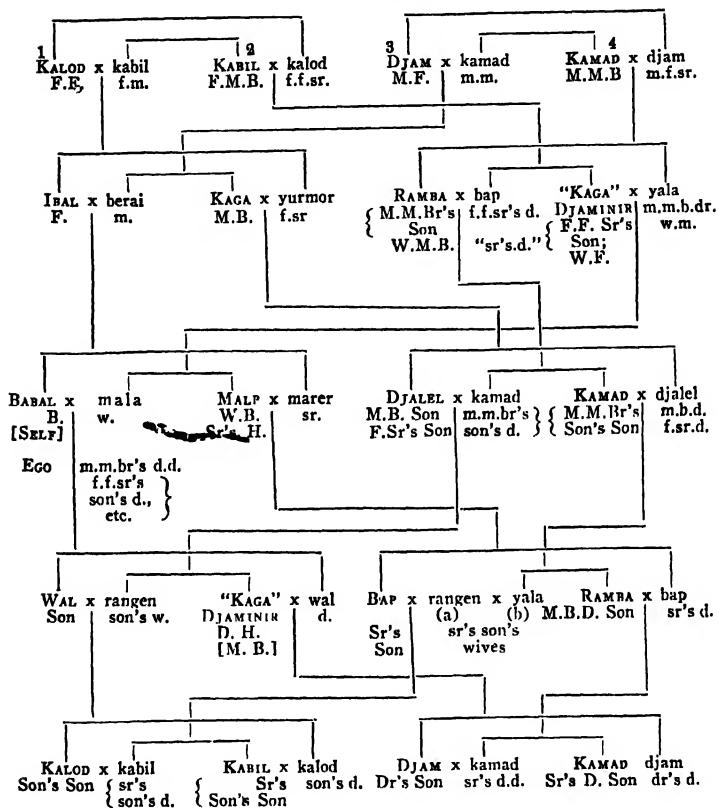 1 2 3 4
KALOD x kabil KABIL x kalod DJAM x kamad KAMAD x djam
F.F. f.m. F.M.B. f.f.sr. M.F. m.m. M.M.B m.f.sr.
IBAL x berai KAGA x yurmor RAMBA x bap "KAGA" x yala
F. m. M.B. f.sr { M.M.Br's f.f.sr's d. DJAMINIR m.m.b.dr.
Son { F.F. Sr's w.m.
W.M.B. "sr's.d." Son;
W.F.
BABAL x mala MALP x marer DJALEL x kamad KAMAD x djalel
B. w. W.B. sr. M.B. Son m.m.br's } { M.M.Br's m.b.d.
[SELF] Sr's H. F.Sr's Son son's d. Son's Son f.sr.d.
EGO m.m.br's d.d.
f.f.sr's
son's d., }
etc.
WAL x rangen "KAGA" x wal BAP x rangen x yala RAMBA x bap
Son son's w. DJAMINIR d. (a) (b) M.B.D. Son sr's d.
D. H. Sr's sr's son's
[M. B.] Son wives
KALOD x kabil KABIL x kalod DJAM x kamad KAMAD djam
Son's Son { sr's { Sr's son's d. Dr's Son sr's d.d. Sr's D. Son dr's d.
son's d. Son's Son